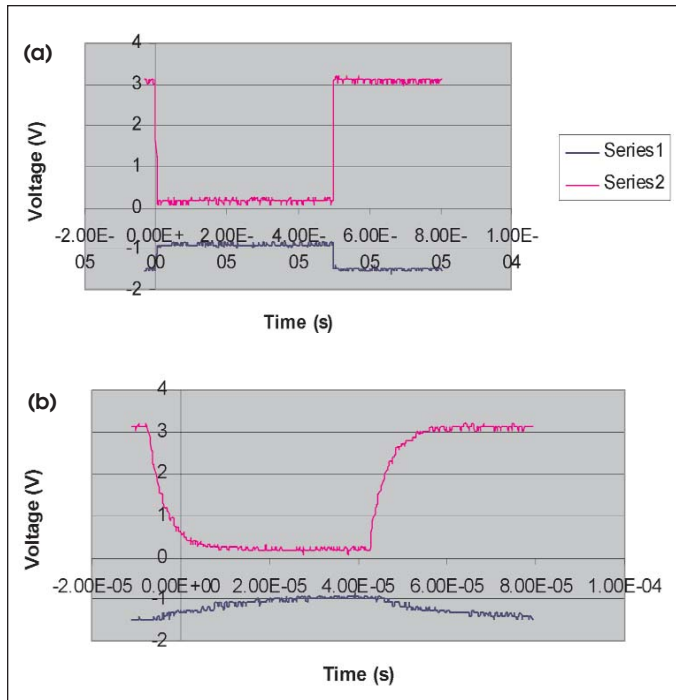 (a)
4
3
2
1
0
-1
-2
Voltage (V)
-2.00E-
05
0.00E+
00
2.00E-
05
4.00E-
05
6.00E-
05
8.00E-
05
1.00E-
04
Time (s)
Series1
Series2
(b)
4
3
2
1
0
-1
-2
Voltage (V)
-2.00E-05 0.00E+00 2.00E-05 4.00E-05 6.00E-05 8.00E-05 1.00E-04
Time (s)